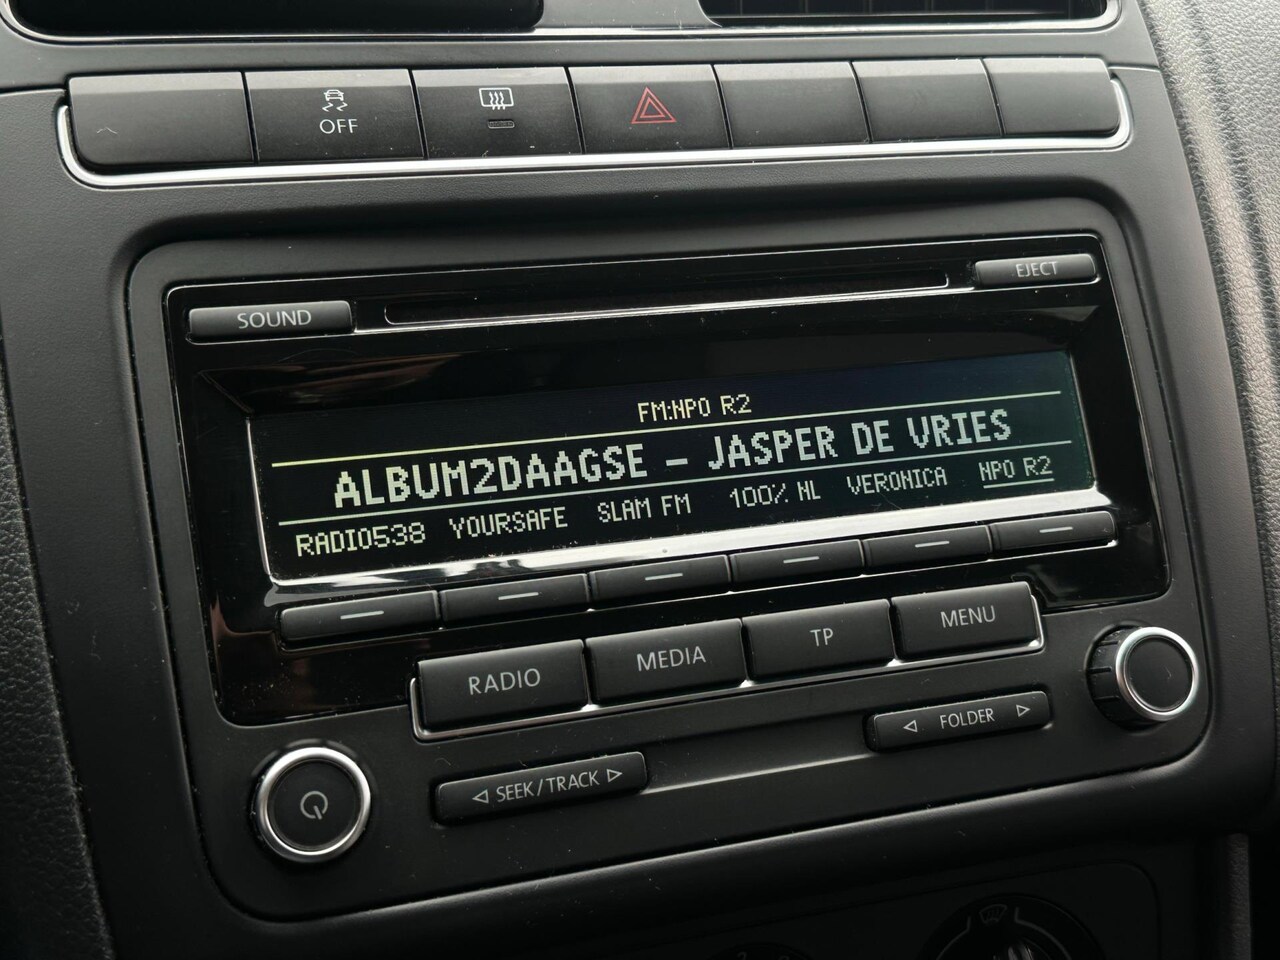 OFF
SOUND
EJECT
FM:NPO R2
ALBUM2DAAGSE - JASPER DE VRIES
RADIO538 YOURSAFE SLAM FM 100% NL VERONICA NPO R2
RADIO MEDIA TP MENU
SEEK/TRACK FOLDER